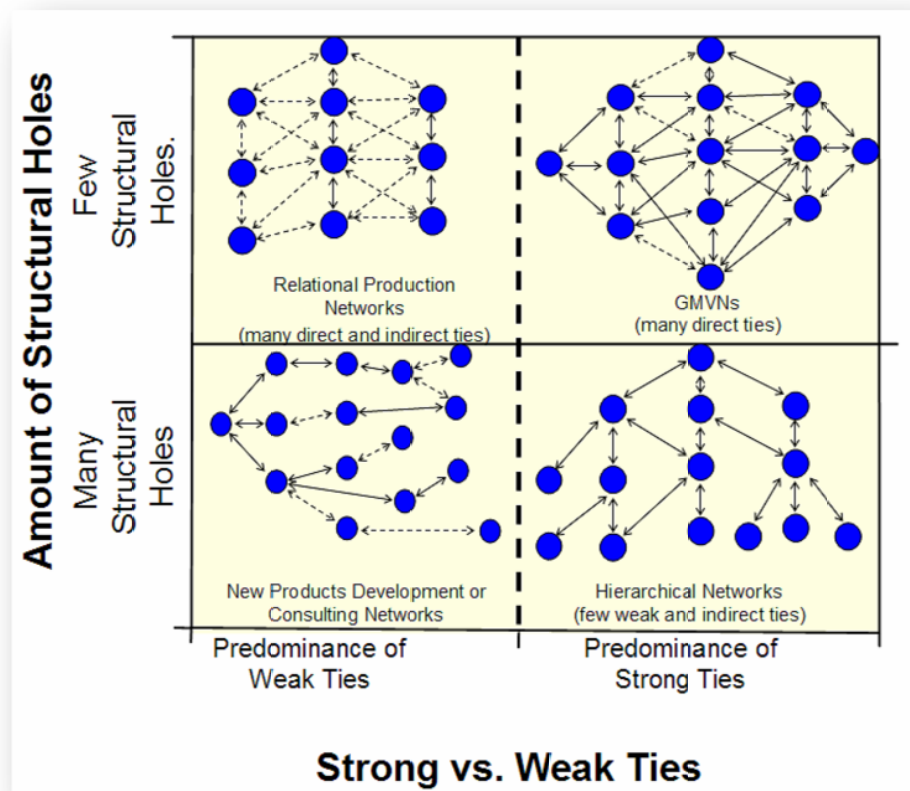 Amount of Structural Holes
Few
Structural
Holes.
Relational Production
Networks
(many direct and indirect ties)
GMVNs
(many direct ties)
Many
Structural
Holes
New Products Development or
Consulting Networks
Hierarchical Networks
(few weak and indirect ties)
Predominance of
Weak Ties
Predominance of
Strong Ties
Strong vs. Weak Ties